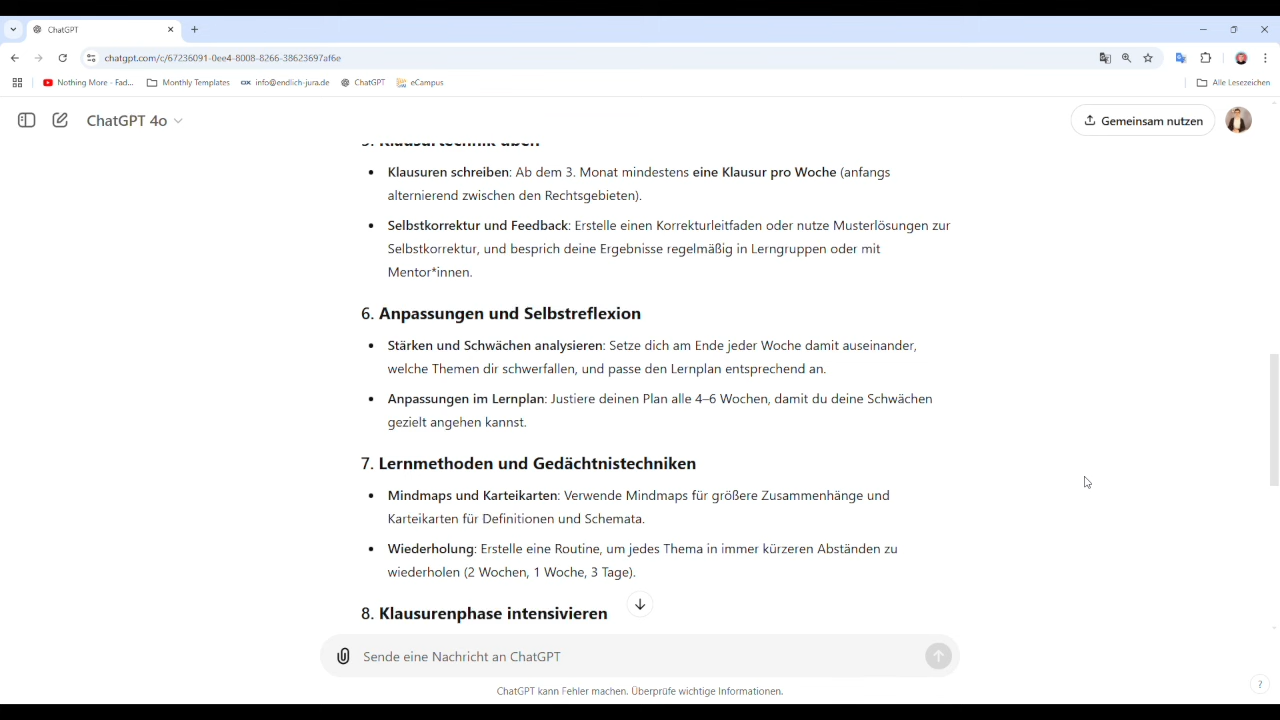 ChatGPT
chatgpt.com/c/67236091-0ee4-8008-8266-38623697af6e
Nothing More - Fad...
Monthly Templates
info@endlich-jura.de
ChatGPT
eCampus
Alle Lesezeichen
ChatGPT 4o
Gemeinsam nutzen
5. Klausurtechnik üben
Klausuren schreiben: Ab dem 3. Monat mindestens eine Klausur pro Woche (anfangs
alternierend zwischen den Rechtsgebieten).
Selbstkorrektur und Feedback: Erstelle einen Korrekturleitfaden oder nutze Musterlösungen zur
Selbstkorrektur, und besprich deine Ergebnisse regelmäßig in Lerngruppen oder mit
Mentor*innen.
6. Anpassungen und Selbstreflexion
Stärken und Schwächen analysieren: Setze dich am Ende jeder Woche damit auseinander,
welche Themen dir schwerfallen, und passe den Lernplan entsprechend an.
Anpassungen im Lernplan: Justiere deinen Plan alle 4–6 Wochen, damit du deine Schwächen
gezielt angehen kannst.
7. Lernmethoden und Gedächtnistechniken
Mindmaps und Karteikarten: Verwende Mindmaps für größere Zusammenhänge und
Karteikarten für Definitionen und Schemata.
Wiederholung: Erstelle eine Routine, um jedes Thema in immer kürzeren Abständen zu
wiederholen (2 Wochen, 1 Woche, 3 Tage).
8. Klausurenphase intensivieren
Sende eine Nachricht an ChatGPT
ChatGPT kann Fehler machen. Überprüfe wichtige Informationen.
?